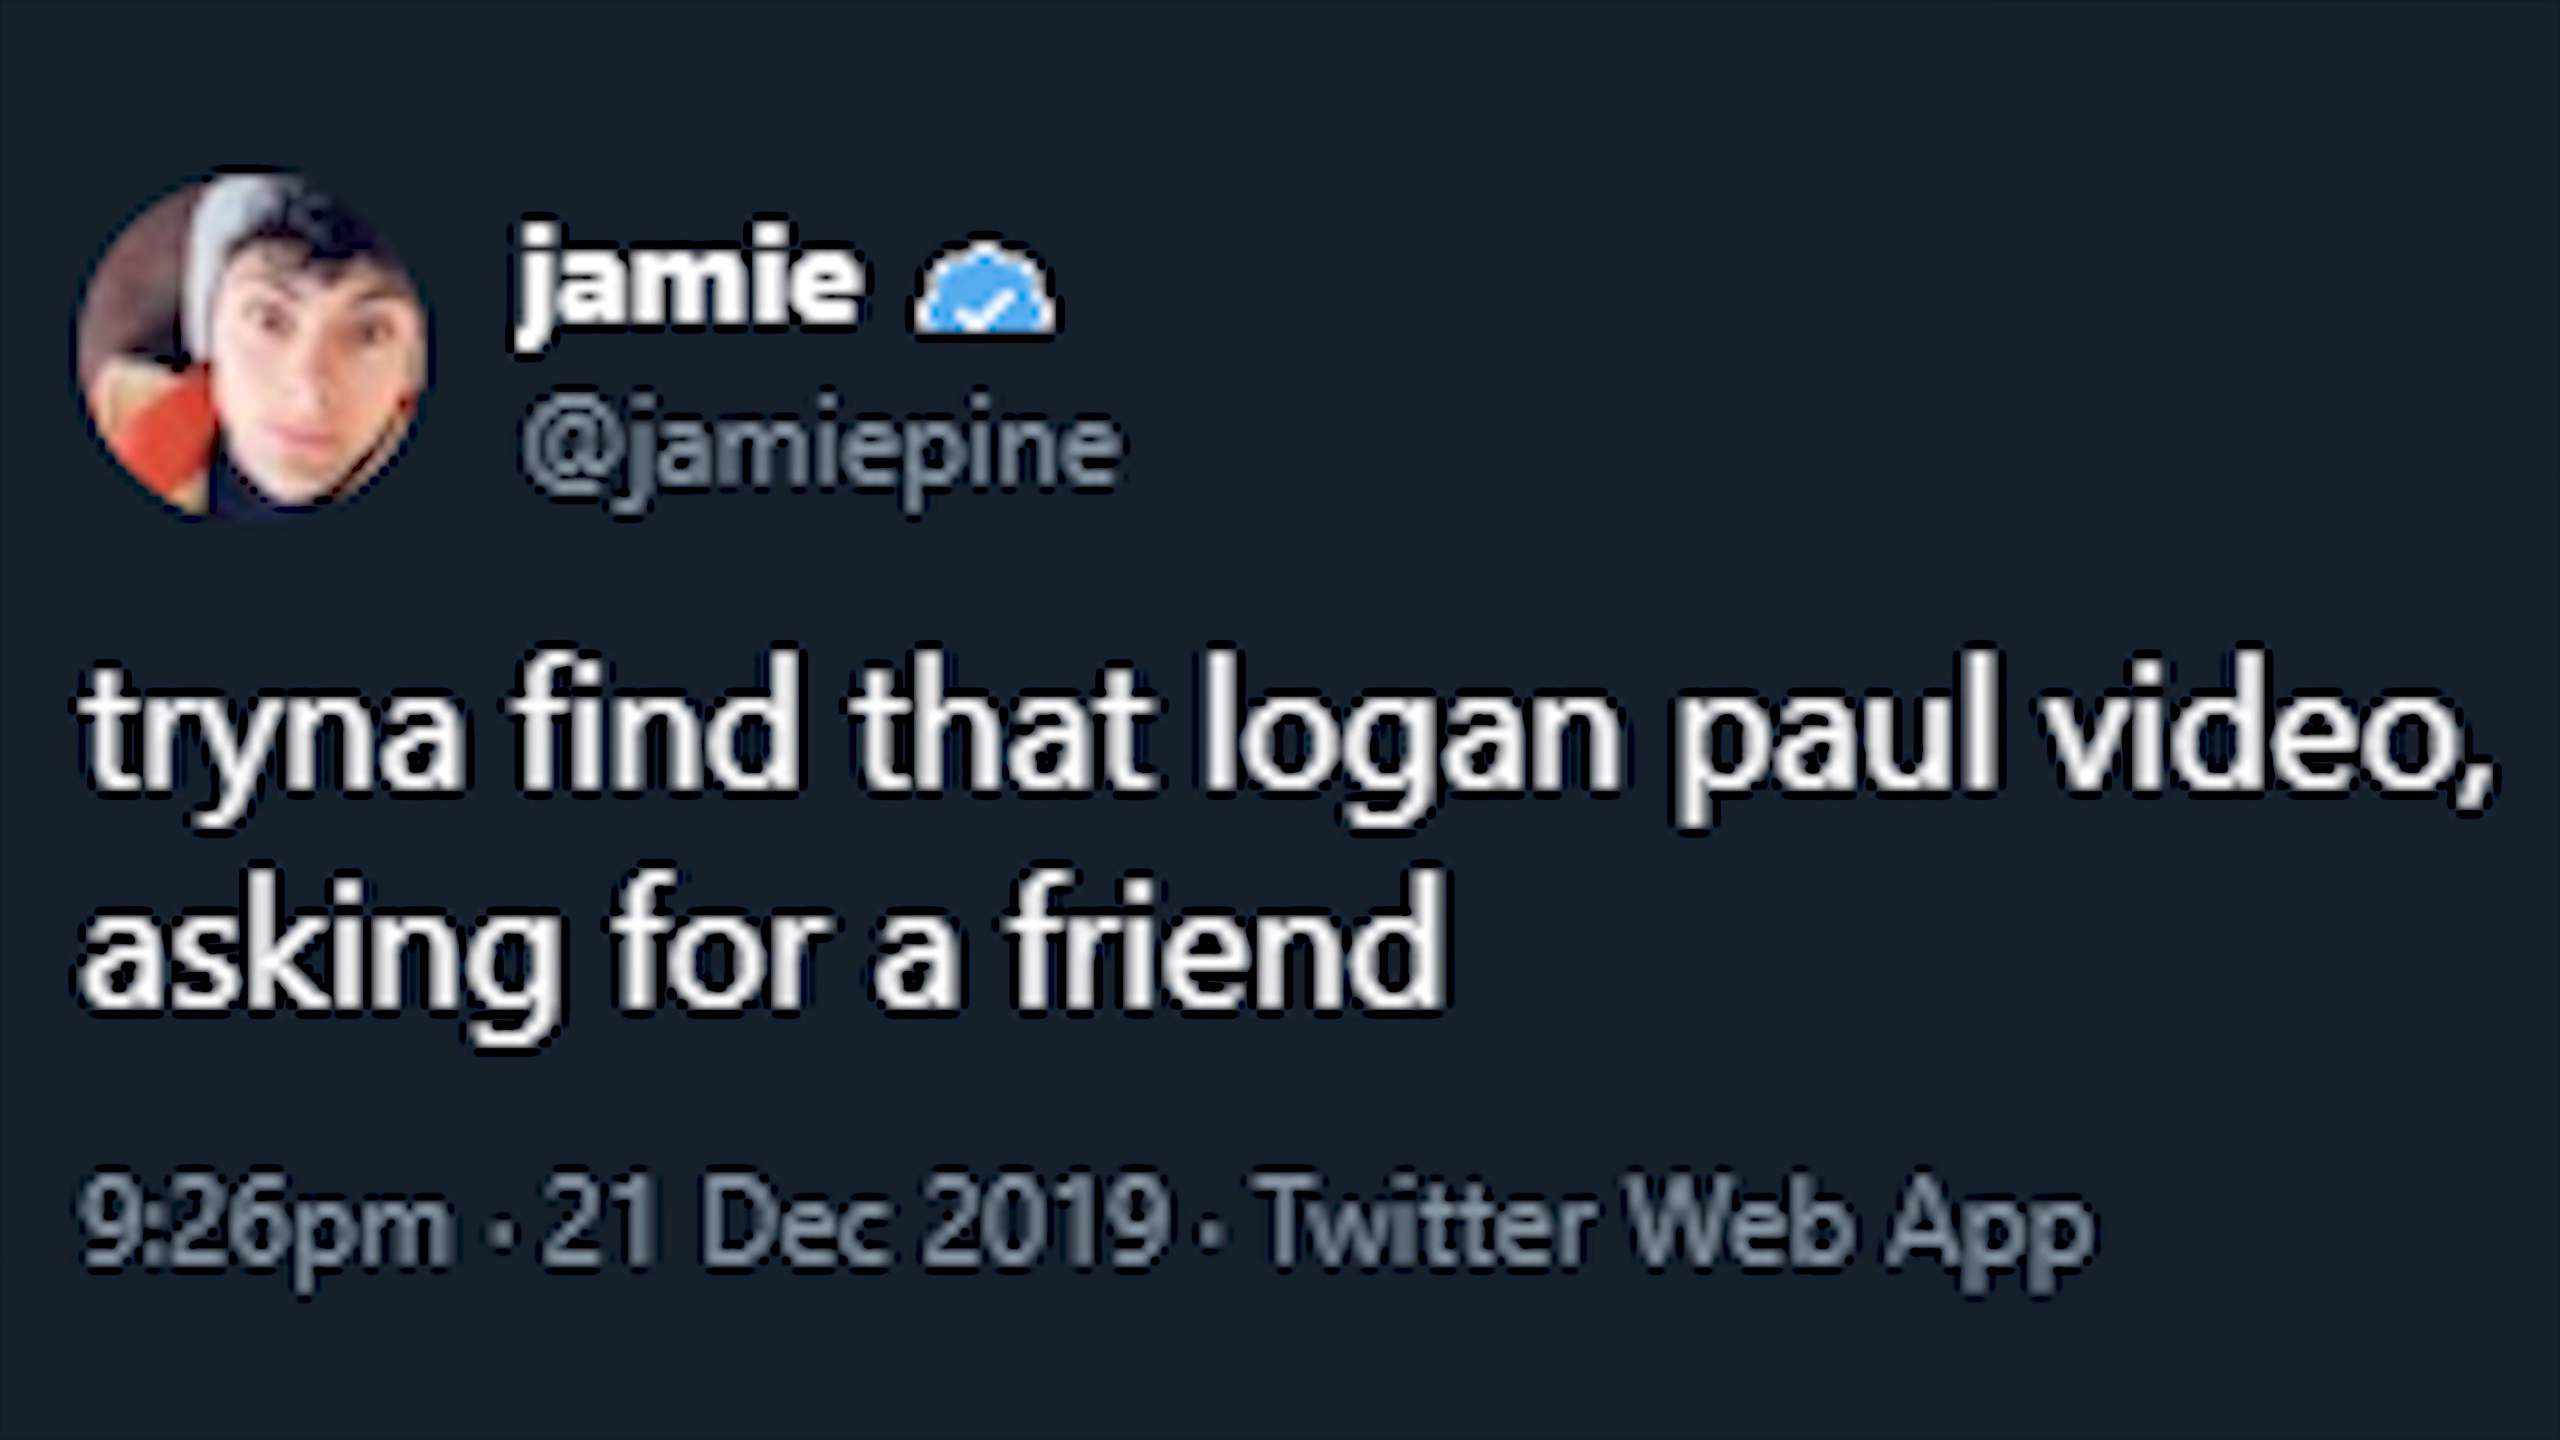 jamie
@jamiepine
tryna find that logan paul video,
asking for a friend
9:26pm · 21 Dec 2019 · Twitter Web App